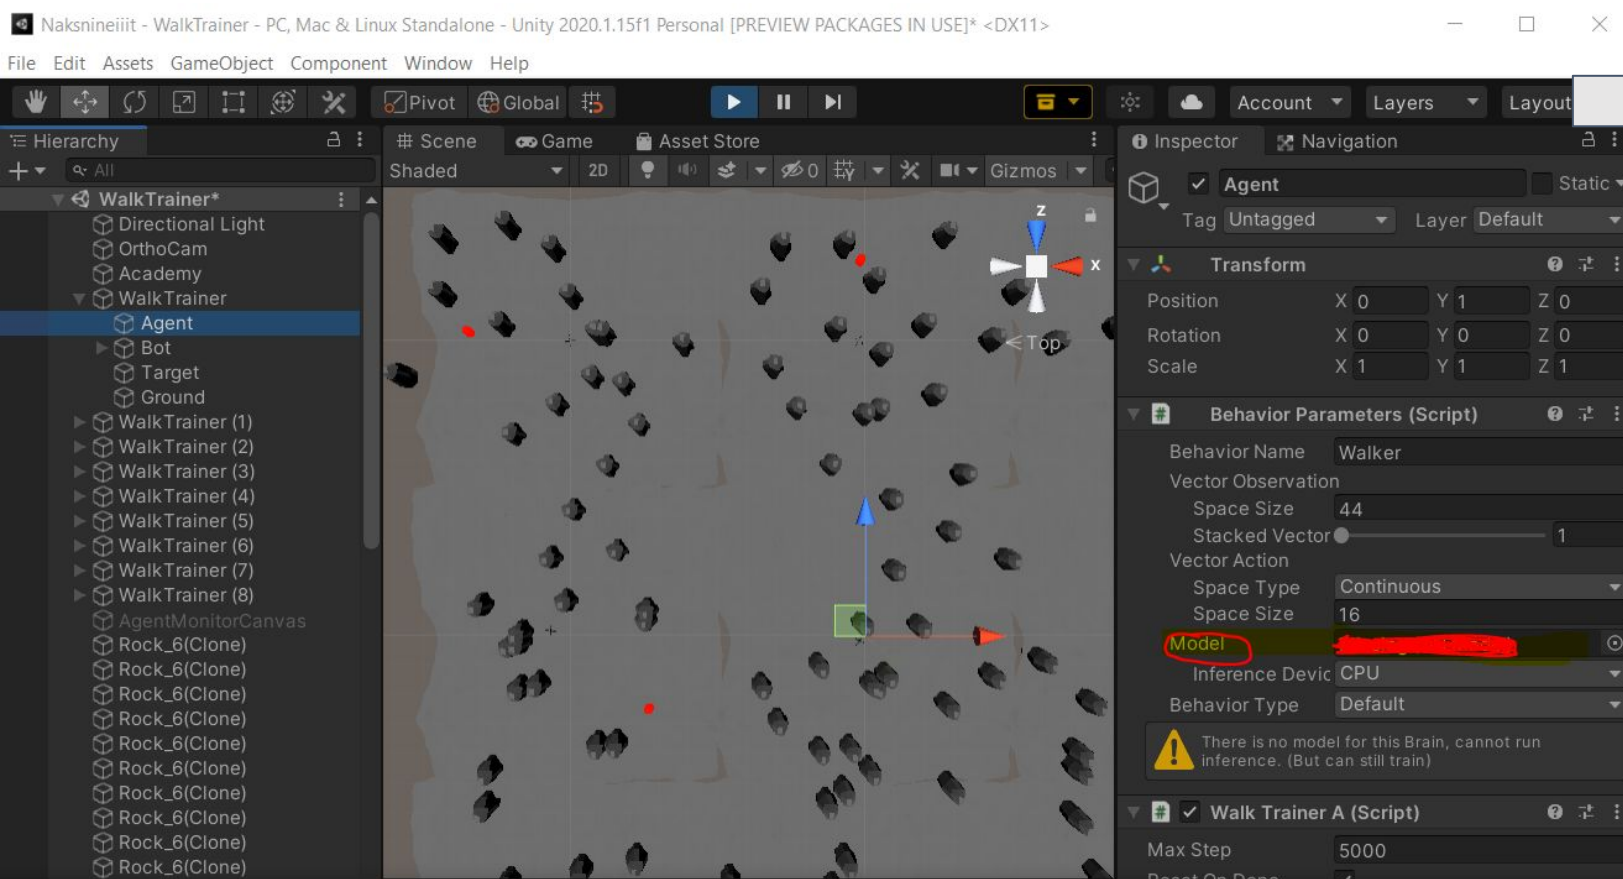 Naksnineiiit - WalkTrainer - PC, Mac & Linux Standalone - Unity 2020.1.15f1 Personal [PREVIEW PACKAGES IN USE]* <DX11>
File Edit Assets GameObject Component Window Help
Pivot Global Account Layers Layout
Hierarchy
All
WalkTrainer*
Directional Light
OrthoCam
Academy
WalkTrainer
Agent
Bot
Target
Ground
WalkTrainer (1)
WalkTrainer (2)
WalkTrainer (3)
WalkTrainer (4)
WalkTrainer (5)
WalkTrainer (6)
WalkTrainer (7)
WalkTrainer (8)
AgentMonitorCanvas
Rock_6(Clone)
Rock_6(Clone)
Rock_6(Clone)
Rock_6(Clone)
Rock_6(Clone)
Rock_6(Clone)
Rock_6(Clone)
Rock_6(Clone)
Rock_6(Clone)
Rock_6(Clone)
Scene Game Asset Store
Shaded 2D 0 Gizmos
z
x
Top
Inspector Navigation
Agent Static
Tag Untagged Layer Default
Transform
Position X 0 Y 1 Z 0
Rotation X 0 Y 0 Z 0
Scale X 1 Y 1 Z 1
Behavior Parameters (Script)
Behavior Name Walker
Vector Observation
Space Size 44
Stacked Vector 1
Vector Action
Space Type Continuous
Space Size 16
Model
Inference Devic CPU
Behavior Type Default
There is no model for this Brain, cannot run
inference. (But can still train)
Walk Trainer A (Script)
Max Step 5000